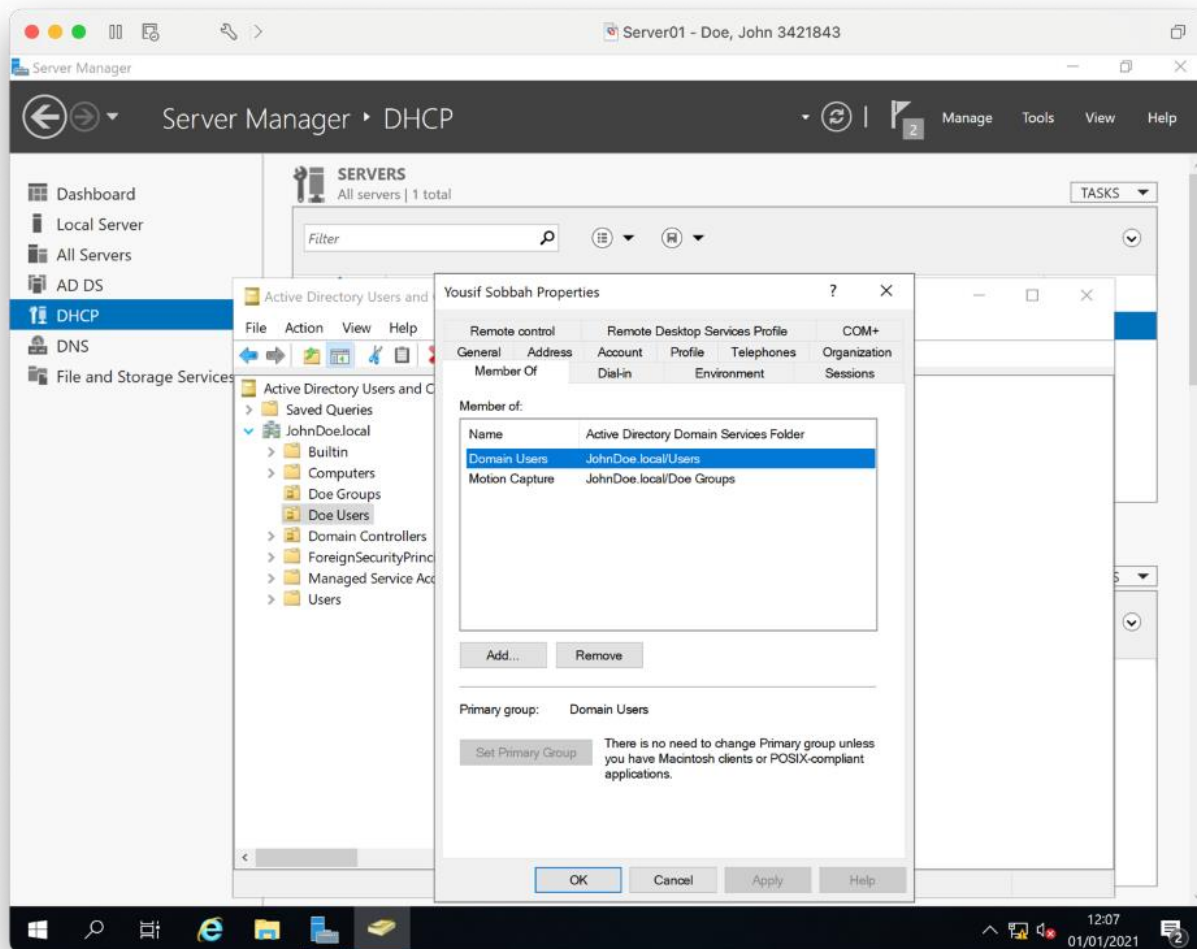 Server01 - Doe, John 3421843
Server Manager
Server Manager ‣ DHCP
2
Manage Tools View Help
Dashboard
Local Server
All Servers
AD DS
DHCP
DNS
File and Storage Services
SERVERS
All servers | 1 total
TASKS
Filter
Active Directory Users and
File Action View Help
Active Directory Users and C
Saved Queries
JohnDoe.local
Builtin
Computers
Doe Groups
Doe Users
Domain Controllers
ForeignSecurityPrinci
Managed Service Acc
Users
Yousif Sobbah Properties
? 
Remote control Remote Desktop Services Profile COM+
General Address Account Profile Telephones Organization
Member Of Dial-in Environment Sessions
Member of:
Name Active Directory Domain Services Folder
Domain Users JohnDoe.local/Users
Motion Capture JohnDoe.local/Doe Groups
Add... Remove
Primary group: Domain Users
Set Primary Group
There is no need to change Primary group unless
you have Macintosh clients or POSIX-compliant
applications.
OK Cancel Apply Help
12:07
01/01/2021
2